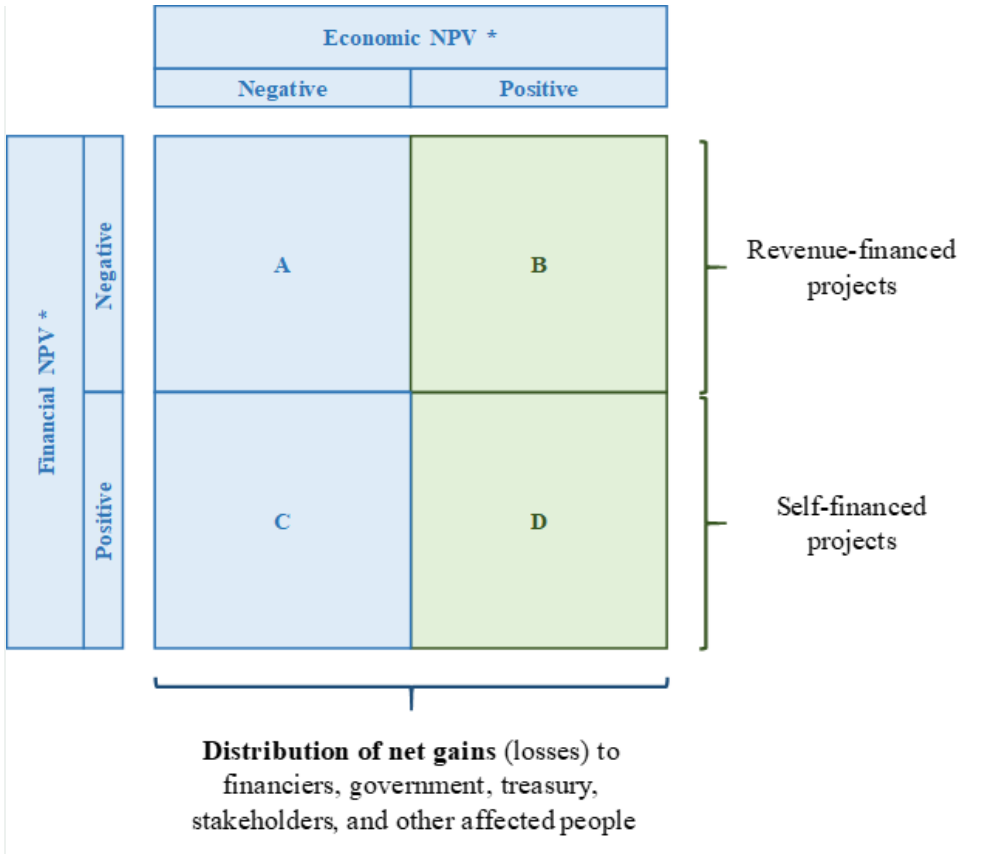 Economic NPV *
Negative
Positive
Financial NPV *
Negative
Positive
A
B
C
D
Revenue-financed
projects
Self-financed
projects
Distribution of net gains (losses) to
financiers, government, treasury,
stakeholders, and other affected people